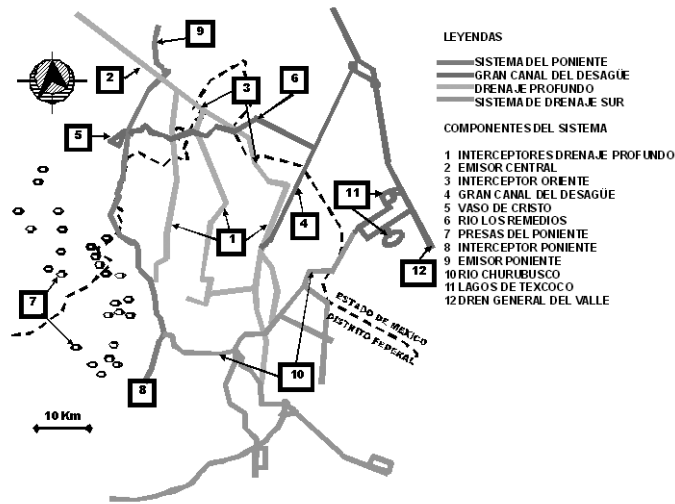 LEYENDAS
SISTEMA DEL PONIENTE
GRAN CANAL DEL DESAGÜE
DRENAJE PROFUNDO
SISTEMA DE DRENAJE SUR
COMPONENTES DEL SISTEMA
1 INTERCEPTORES DRENAJE PROFUNDO
2 EMISOR CENTRAL
3 INTERCEPTOR ORIENTE
4 GRAN CANAL DEL DESAGÜE
5 VASO DE CRISTO
6 RIO LOS REMEDIOS
7 PRESAS DEL PONIENTE
8 INTERCEPTOR PONIENTE
9 EMISOR PONIENTE
10 RIO CHURUBUSCO
11 LAGOS DE TEXCOCO
12 DREN GENERAL DEL VALLE
9
2
3
6
5
11
1
4
12
7
ESTADO DE MEXICO
DISTRITO FEDERAL
8
10
10 Km